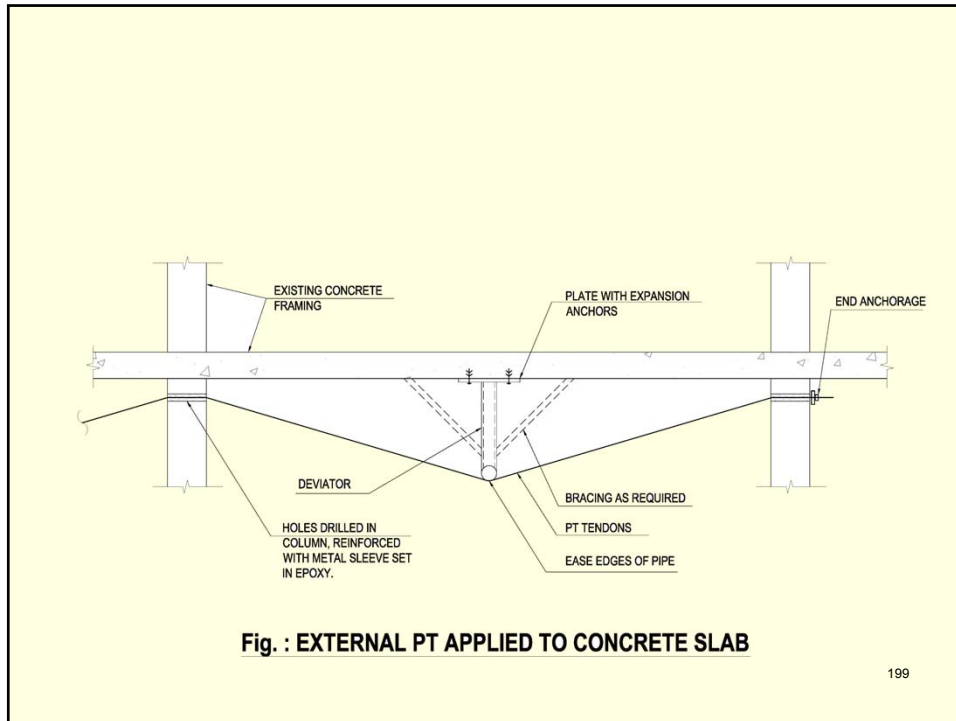 EXISTING CONCRETE
FRAMING
PLATE WITH EXPANSION
ANCHORS
END ANCHORAGE
DEVIATOR
BRACING AS REQUIRED
HOLES DRILLED IN
COLUMN, REINFORCED
WITH METAL SLEEVE SET
IN EPOXY.
PT TENDONS
EASE EDGES OF PIPE
Fig. : EXTERNAL PT APPLIED TO CONCRETE SLAB
199